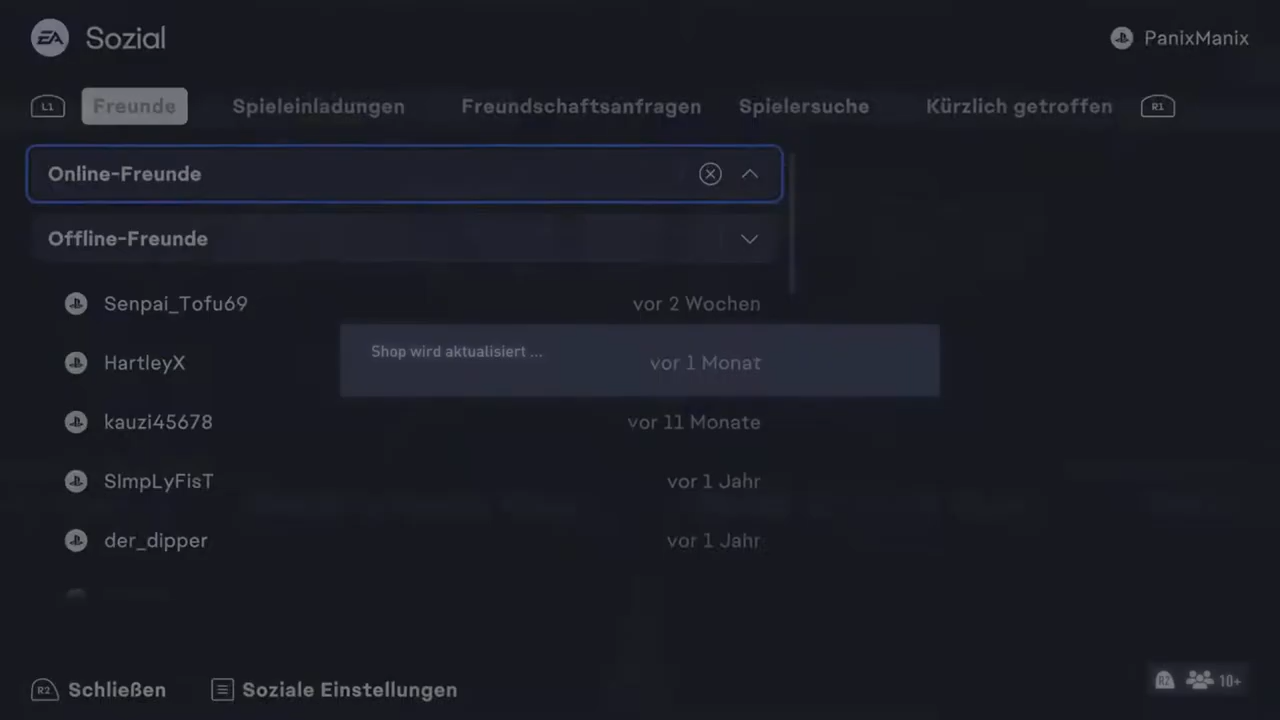 EA Sozial
PanixManix
L1 Freunde Spieleinladungen Freundschaftsanfragen Spielersuche Kürzlich getroffen R1
Online-Freunde
Offline-Freunde
Senpai_Tofu69 vor 2 Wochen
Shop wird aktualisiert ...
HartleyX vor 1 Monat
kauzi45678 vor 11 Monate
SImpLyFisT vor 1 Jahr
der_dipper vor 1 Jahr
R2 Schließen Soziale Einstellungen
R2 10+